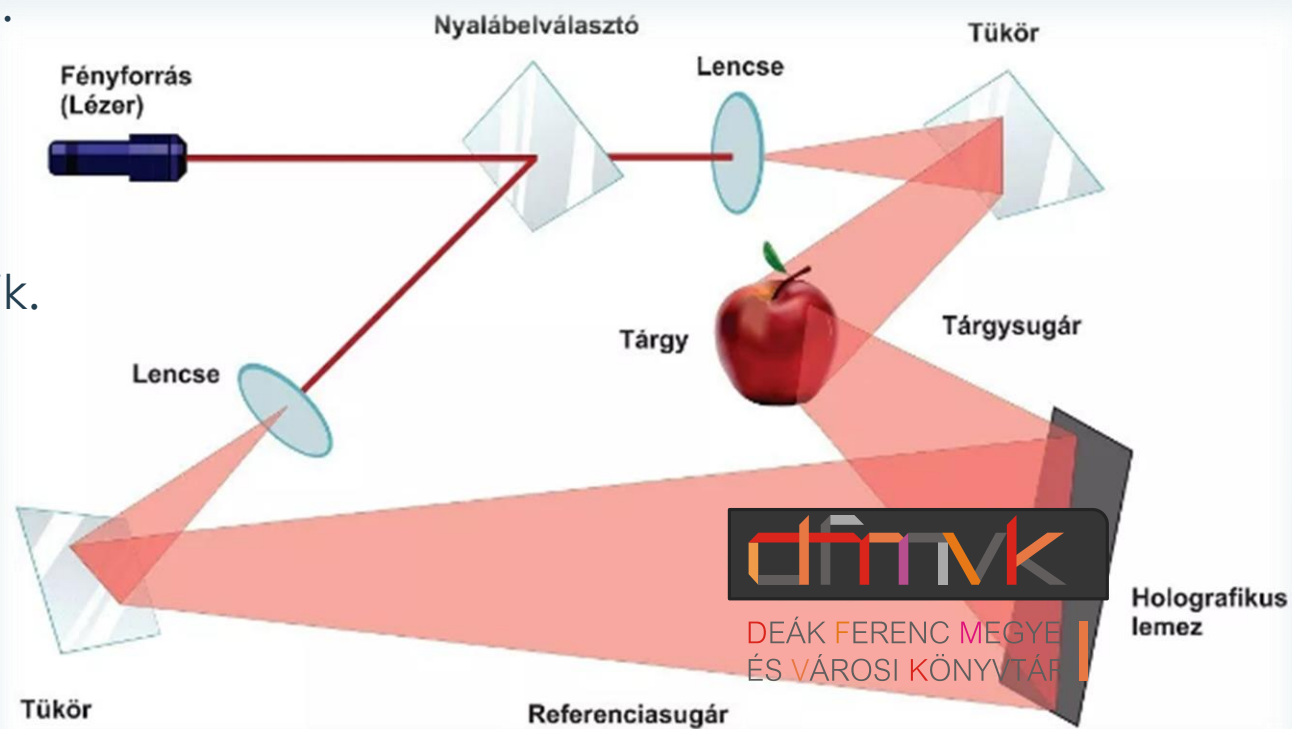 .
Nyalábelválasztó
Tükör
Lencse
Fényforrás
(Lézer)
k.
Tárgy
Tárgysugár
Lencse
dfmvk
DEÁK FERENC MEGYEI
ÉS VÁROSI KÖNYVTÁR
Holografikus
lemez
Tükör
Referenciasugár